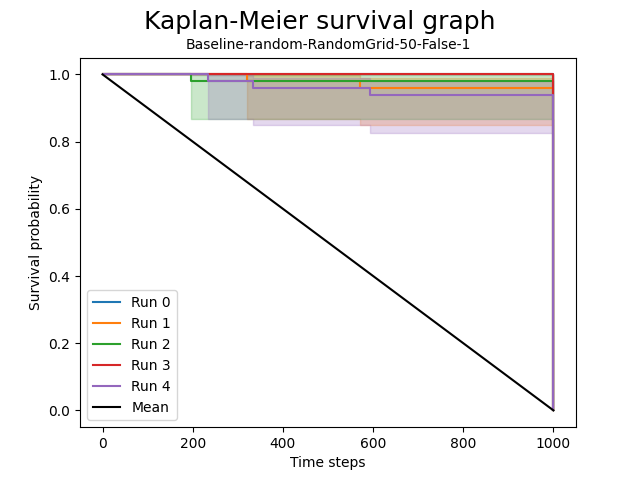 Kaplan-Meier survival graph
Baseline-random-RandomGrid-50-False-1
1.0
0.8
0.6
0.4
0.2
0.0
Survival probability
Run 0
Run 1
Run 2
Run 3
Run 4
Mean
0
200
400
600
800
1000
Time steps